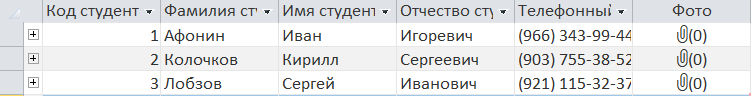 Код студент Фамилия сту Имя студент Отчество сту Телефонный Фото
1 Афонин Иван Игоревич (966) 343-99-44 (0)
2 Колочков Кирилл Сергеевич (903) 755-38-52 (0)
3 Лобзов Сергей Иванович (921) 115-32-37 (0)